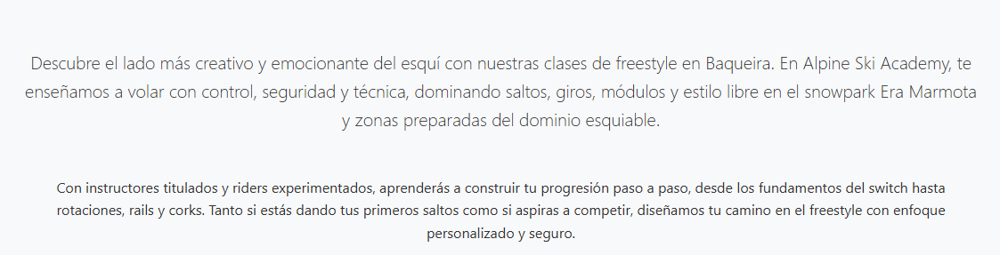 Descubre el lado más creativo y emocionante del esquí con nuestras clases de freestyle en Baqueira. En Alpine Ski Academy, te
enseñamos a volar con control, seguridad y técnica, dominando saltos, giros, módulos y estilo libre en el snowpark Era Marmota
y zonas preparadas del dominio esquiable.
Con instructores titulados y riders experimentados, aprenderás a construir tu progresión paso a paso, desde los fundamentos del switch hasta
rotaciones, rails y corks. Tanto si estás dando tus primeros saltos como si aspiras a competir, diseñamos tu camino en el freestyle con enfoque
personalizado y seguro.